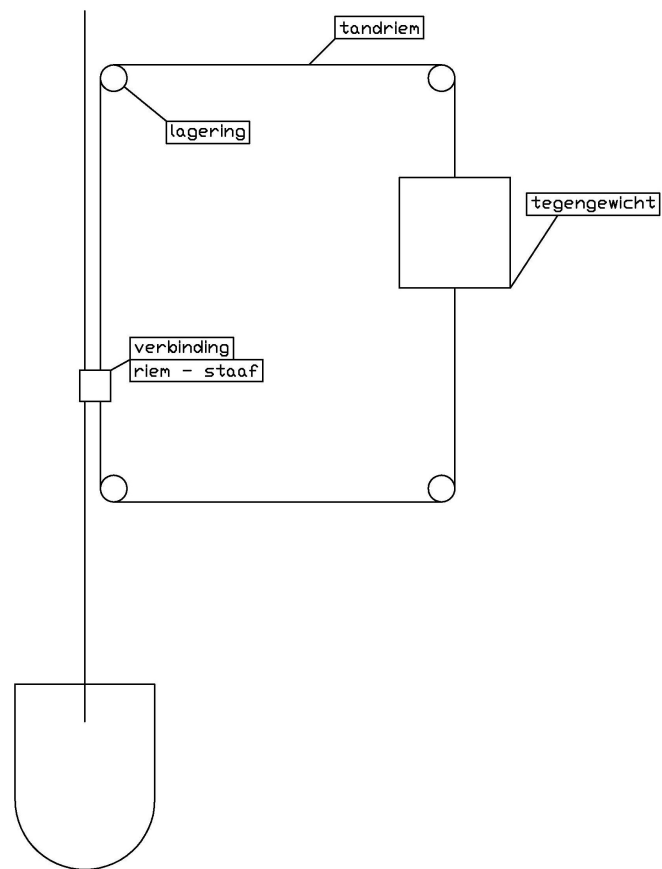 tandriem
lagering
tegengewicht
verbinding
riem - staaf